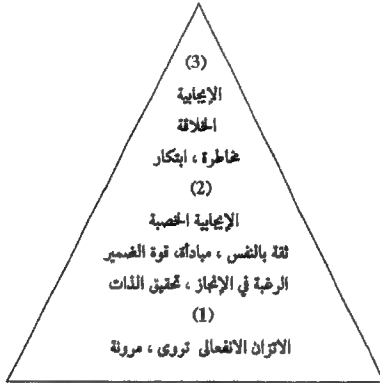 (3)
الإيجابية
الخلاقة
مخاطرة ، ابتكار
(2)
الإيجابية الخصبة
ثقة بالنفس ، مبادأة، قوة الضمير
الرغبة في الإنجاز ، تحقيق الذات
(1)
الاتزان الانفعالى تروى ، مرونة